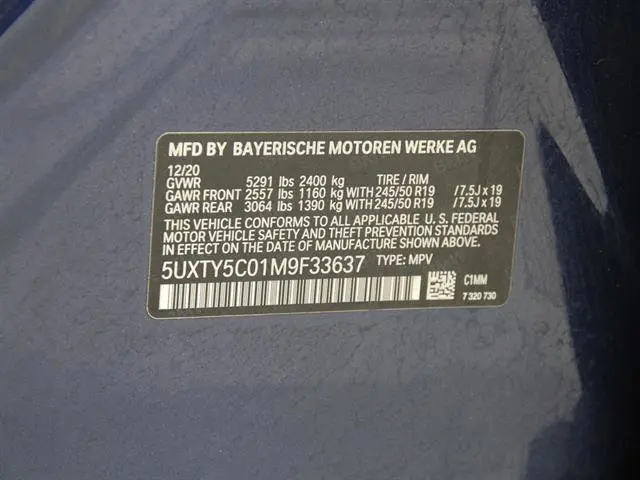 MFD BY BAYERISCHE MOTOREN WERKE AG
12/20
GVWR 5291 lbs 2400 kg TIRE / RIM
GAWR FRONT 2557 lbs 1160 kg WITH 245/50 R19 / 7.5J x 19
GAWR REAR 3064 lbs 1390 kg WITH 245/50 R19 / 7.5J x 19
THIS VEHICLE CONFORMS TO ALL APPLICABLE U. S. FEDERAL
MOTOR VEHICLE SAFETY AND THEFT PREVENTION STANDARDS
IN EFFECT ON THE DATE OF MANUFACTURE SHOWN ABOVE.
5UXTY5C01M9F33637 TYPE: MPV
C1MM
7 320 730